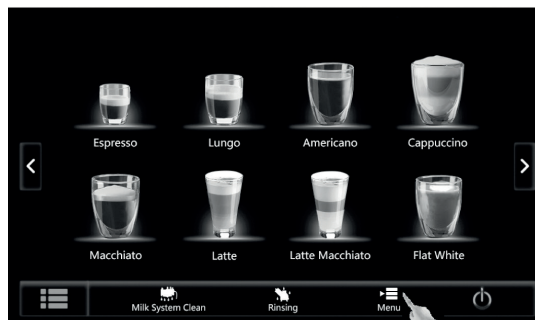 Espresso
Lungo
Americano
Cappuccino
Macchiato
Latte
Latte Macchiato
Flat White
Milk System Clean
Rinsing
Menu